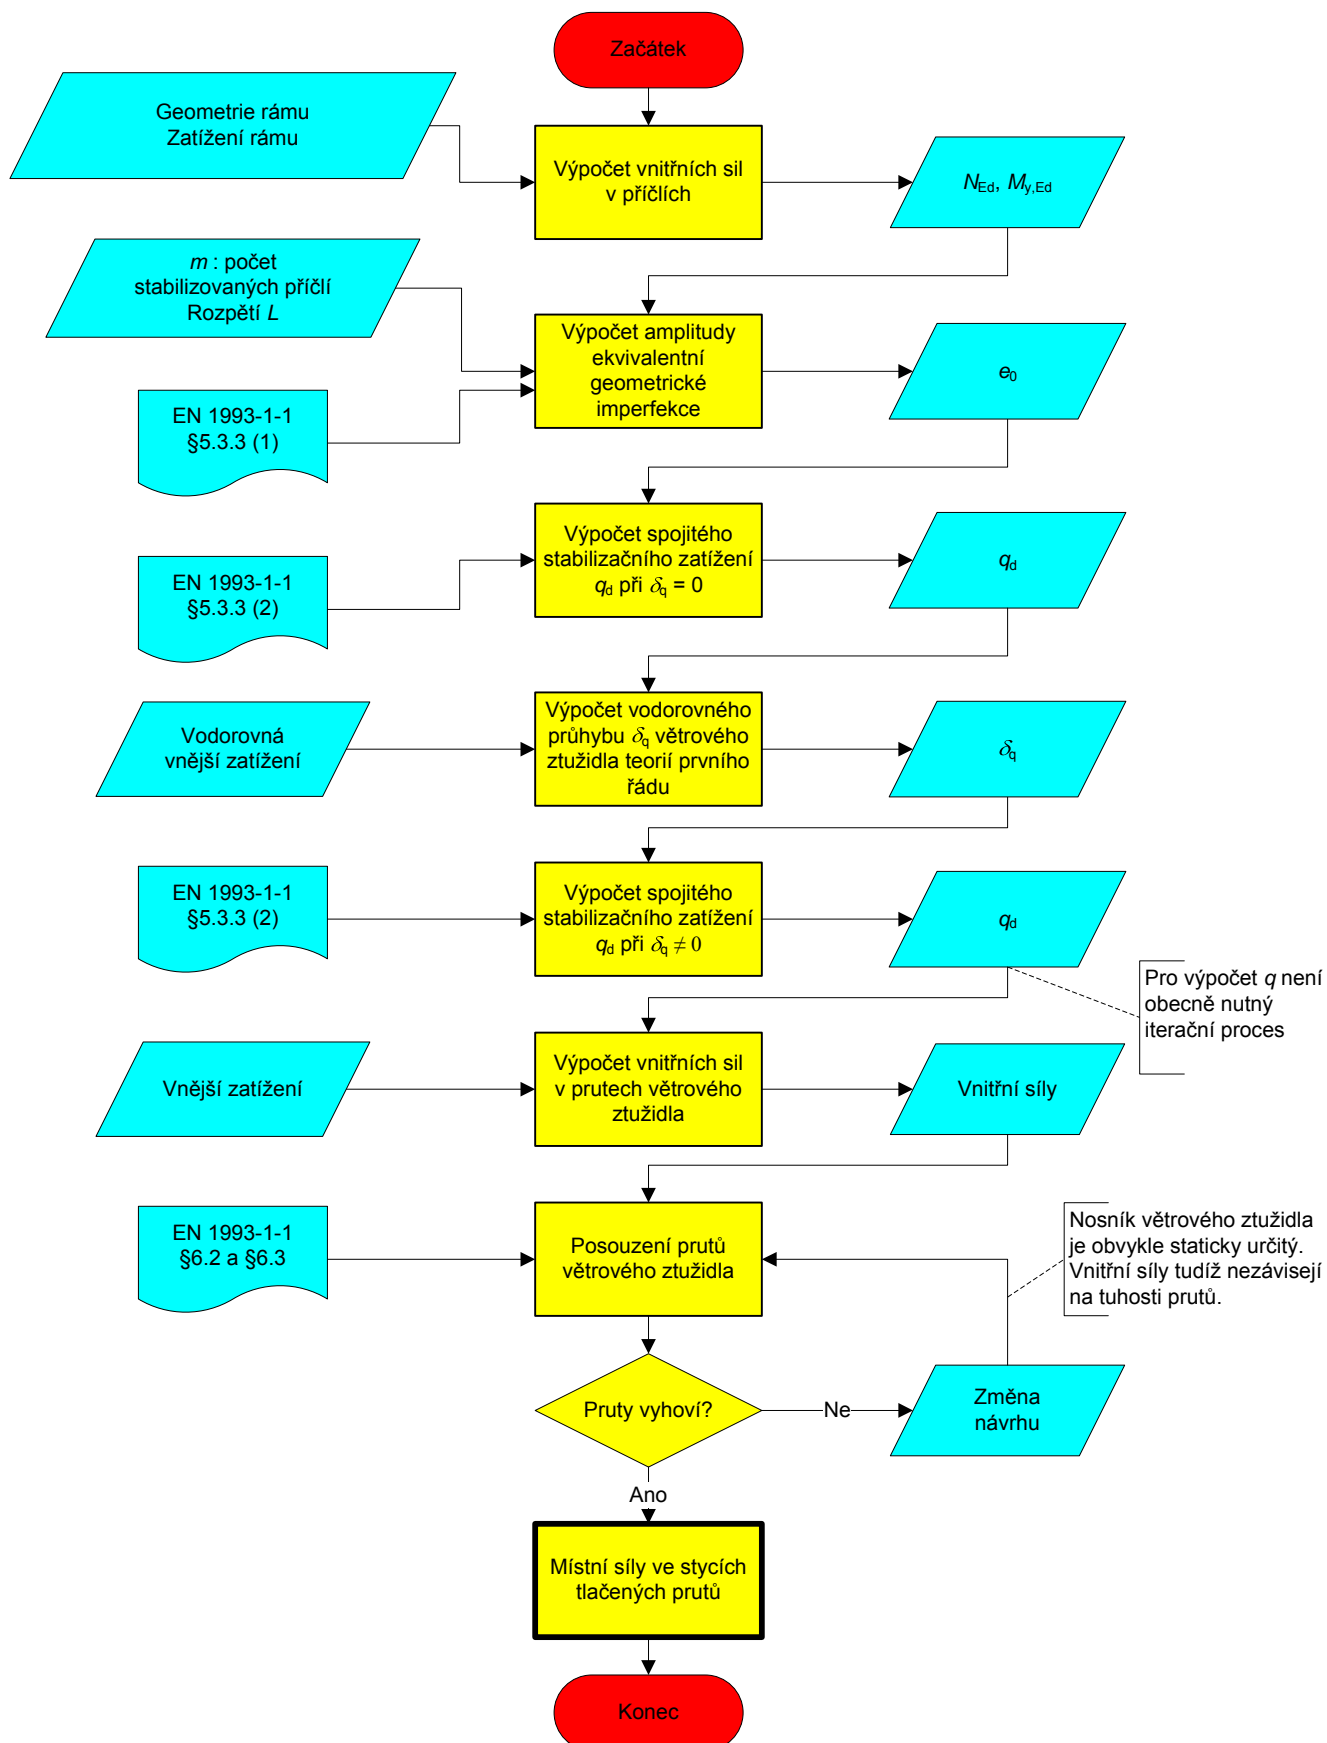 Začátek
Geometrie rámu
Zatížení rámu
Výpočet vnitřních sil
v příčlích
NEd, My,Ed
m : počet
stabilizovaných příčlí
Rozpětí L
Výpočet amplitudy
ekvivalentní
geometrické
imperfekce
e0
EN 1993-1-1
§5.3.3 (1)
Výpočet spojitého
stabilizačního zatížení
qd při δq = 0
qd
EN 1993-1-1
§5.3.3 (2)
Vodorovná
vnější zatížení
Výpočet vodorovného
průhybu δq větrového
ztužidla teorií prvního
řádu
δq
EN 1993-1-1
§5.3.3 (2)
Výpočet spojitého
stabilizačního zatížení
qd při δq ≠ 0
qd
Pro výpočet q není
obecně nutný
iterační proces
Vnější zatížení
Výpočet vnitřních sil
v prutech větrového
ztužidla
Vnitřní síly
EN 1993-1-1
§6.2 a §6.3
Posouzení prutů
větrového ztužidla
Nosník větrového ztužidla
je obvykle staticky určitý.
Vnitřní síly tudíž nezávisejí
na tuhosti prutů.
Pruty vyhoví?
Ne
Změna
návrhu
Ano
Místní síly ve stycích
tlačených prutů
Konec